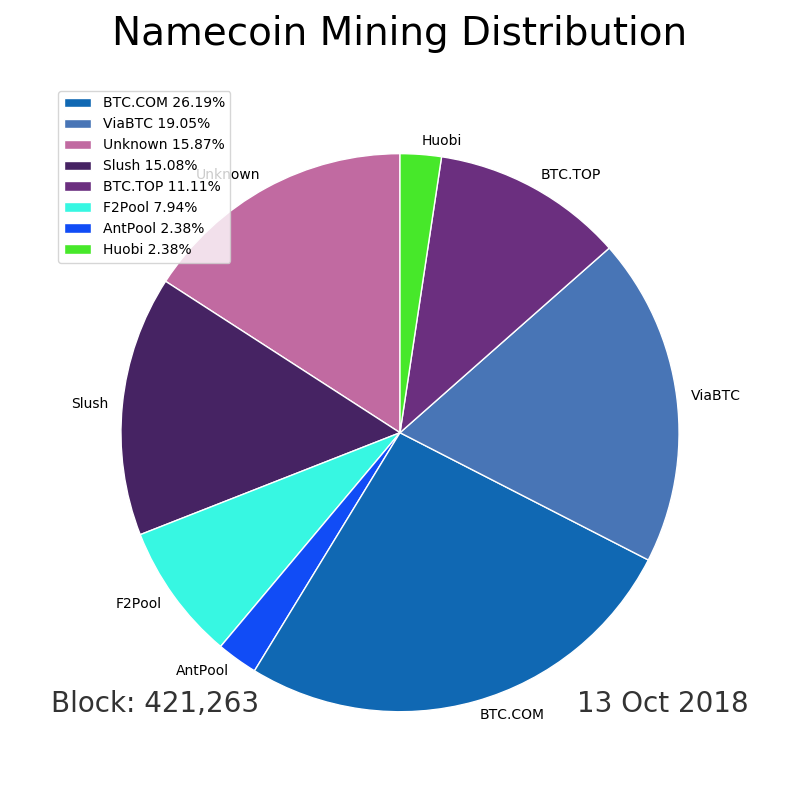 Namecoin Mining Distribution
BTC.COM 26.19%
ViaBTC 19.05%
Unknown 15.87%
Slush 15.08%
BTC.TOP 11.11%
F2Pool 7.94%
AntPool 2.38%
Huobi 2.38%
Huobi
BTC.TOP
Unknown
ViaBTC
Slush
F2Pool
AntPool
BTC.COM
Block: 421,263
13 Oct 2018